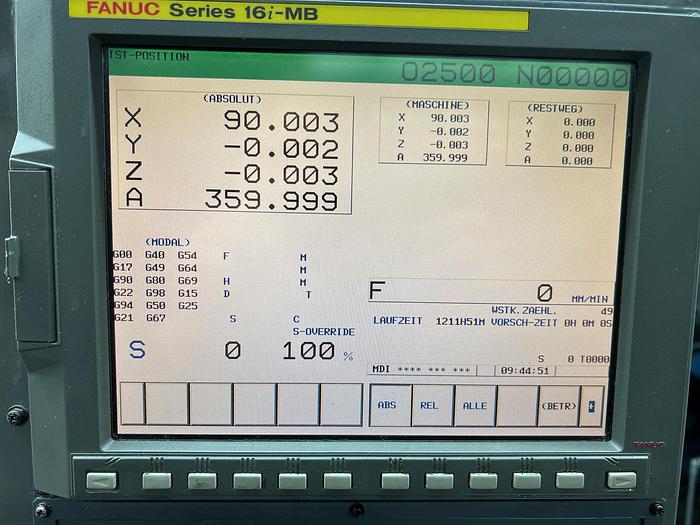 FANUC Series 16i-MB
IST-POSITION
O2500 N00000
(ABSOLUT)
X 90.003
Y -0.002
Z -0.003
A 359.999
(MASCHINE)
X 90.003
Y -0.002
Z -0.003
A 359.999
(RESTWEG)
X 0.000
Y 0.000
Z 0.000
A 0.000
(MODAL)
G00 G40 G54 F M
G17 G49 G64 M
G90 G80 G69 H M
G22 G98 G15 D T
G94 G50 G25
G21 G67 S C
S-OVERRIDE
S 0 100 %
F 0 MM/MIN
WSTK.ZAEHL. 49
LAUFZEIT 1211H51M VORSCH-ZEIT 0H 0M 0S
S 0 T0000
MDI **** *** *** 09:44:51
ABS REL ALLE (BETR)
FANUC